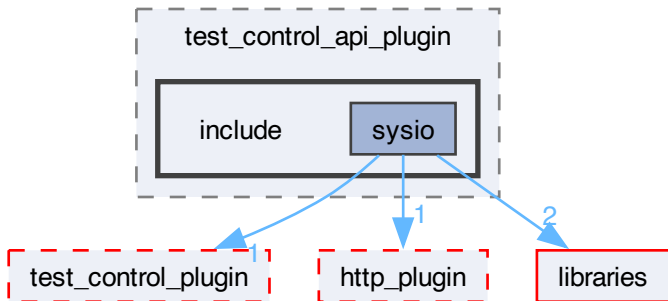 test_control_api_plugin
include
sysio
1
1
2
test_control_plugin
http_plugin
libraries